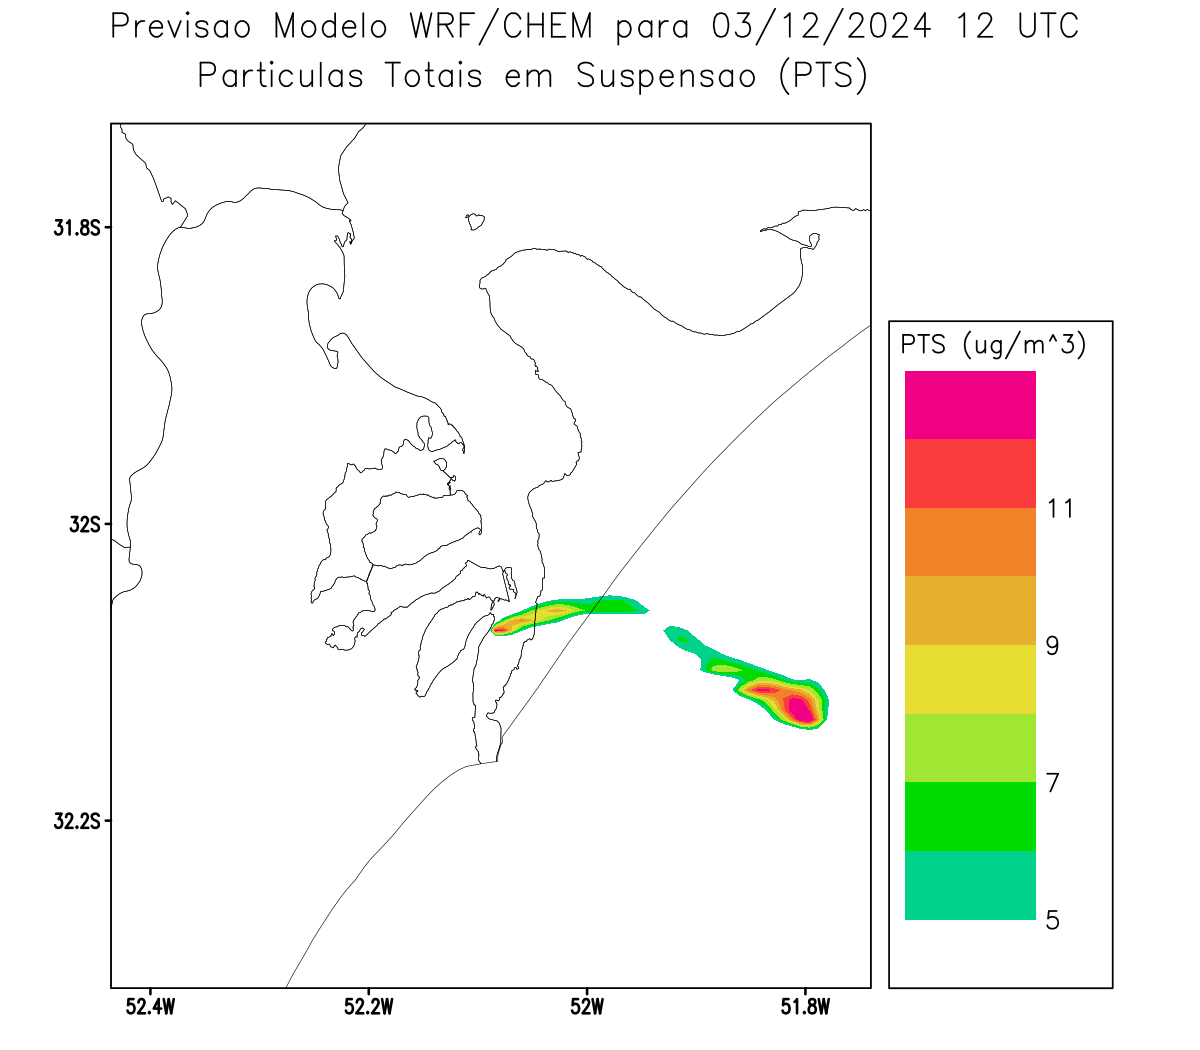 Previsao Modelo WRF/CHEM para 03/12/2024 12 UTC
Particulas Totais em Suspensao (PTS)
31.8S
32S
32.2S
52.4W
52.2W
52W
51.8W
PTS (ug/m^3)
11
9
7
5